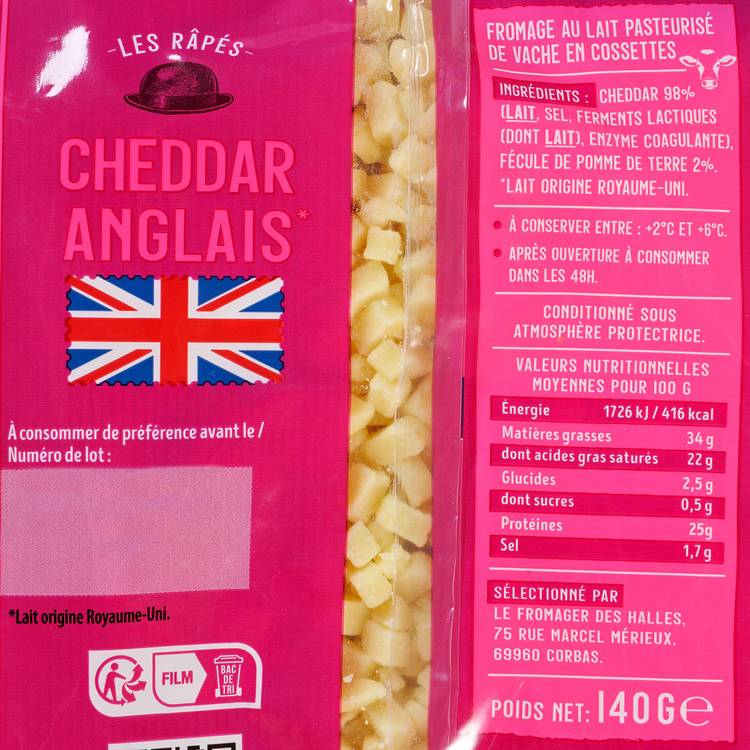 LES RÂPÉS
CHEDDAR
ANGLAIS*
À consommer de préférence avant le /
Numéro de lot :
*Lait origine Royaume-Uni.
FILM
BAC
DE
TRI
FROMAGE AU LAIT PASTEURISÉ
DE VACHE EN COSSETTES
INGRÉDIENTS : CHEDDAR 98%
(LAIT, SEL, FERMENTS LACTIQUES
(DONT LAIT), ENZYME COAGULANTE),
FÉCULE DE POMME DE TERRE 2%.
*LAIT ORIGINE ROYAUME-UNI.
• À CONSERVER ENTRE : +2°C ET +6°C.
• APRÈS OUVERTURE À CONSOMMER
DANS LES 48H.
CONDITIONNÉ SOUS
ATMOSPHÈRE PROTECTRICE.
VALEURS NUTRITIONNELLES
MOYENNES POUR 100 G
Énergie 1726 kJ / 416 kcal
Matières grasses 34 g
dont acides gras saturés 22 g
Glucides 2,5 g
dont sucres 0,5 g
Protéines 25g
Sel 1,7 g
SÉLECTIONNÉ PAR
LE FROMAGER DES HALLES,
75 RUE MARCEL MÉRIEUX,
69960 CORBAS.
POIDS NET: 140G℮